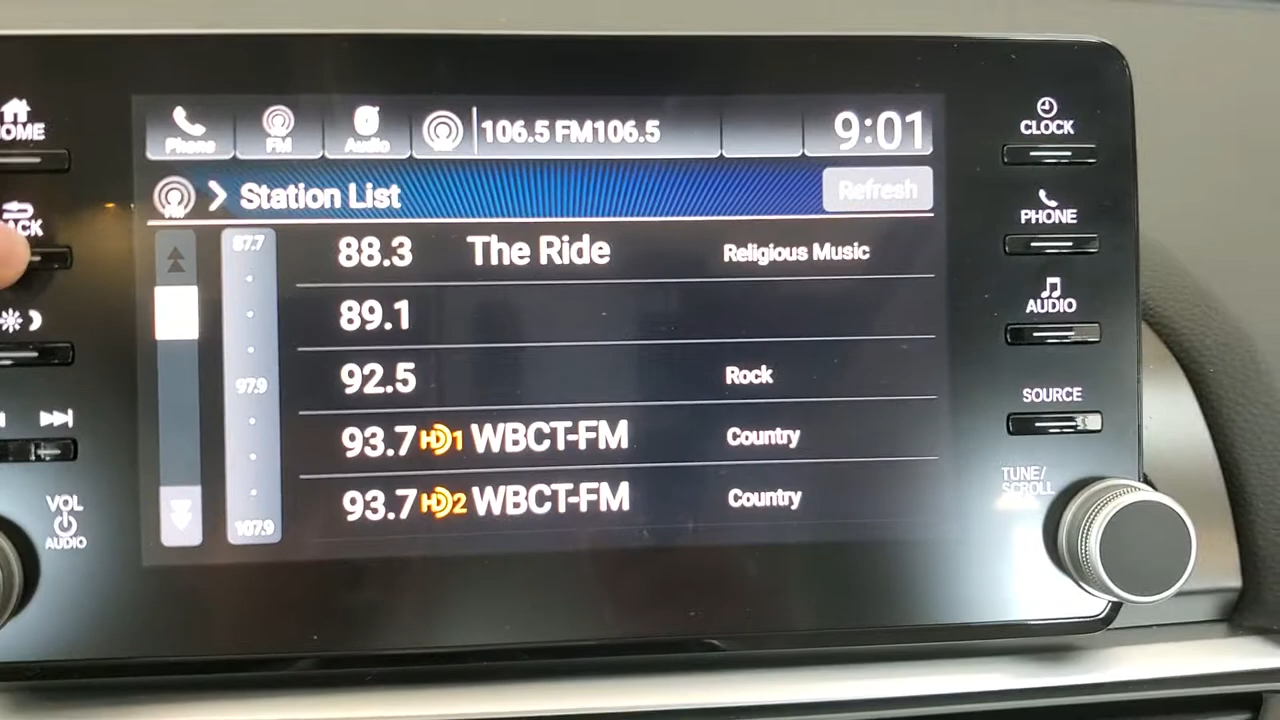 Phone
FM
Audio
106.5 FM106.5
9:01
Station List
Refresh
87.7
97.9
107.9
88.3 The Ride Religious Music
89.1
92.5 Rock
93.7 HD1 WBCT-FM Country
93.7 HD2 WBCT-FM Country
VOL
AUDIO
CLOCK
PHONE
AUDIO
SOURCE
TUNE/
SCROLL